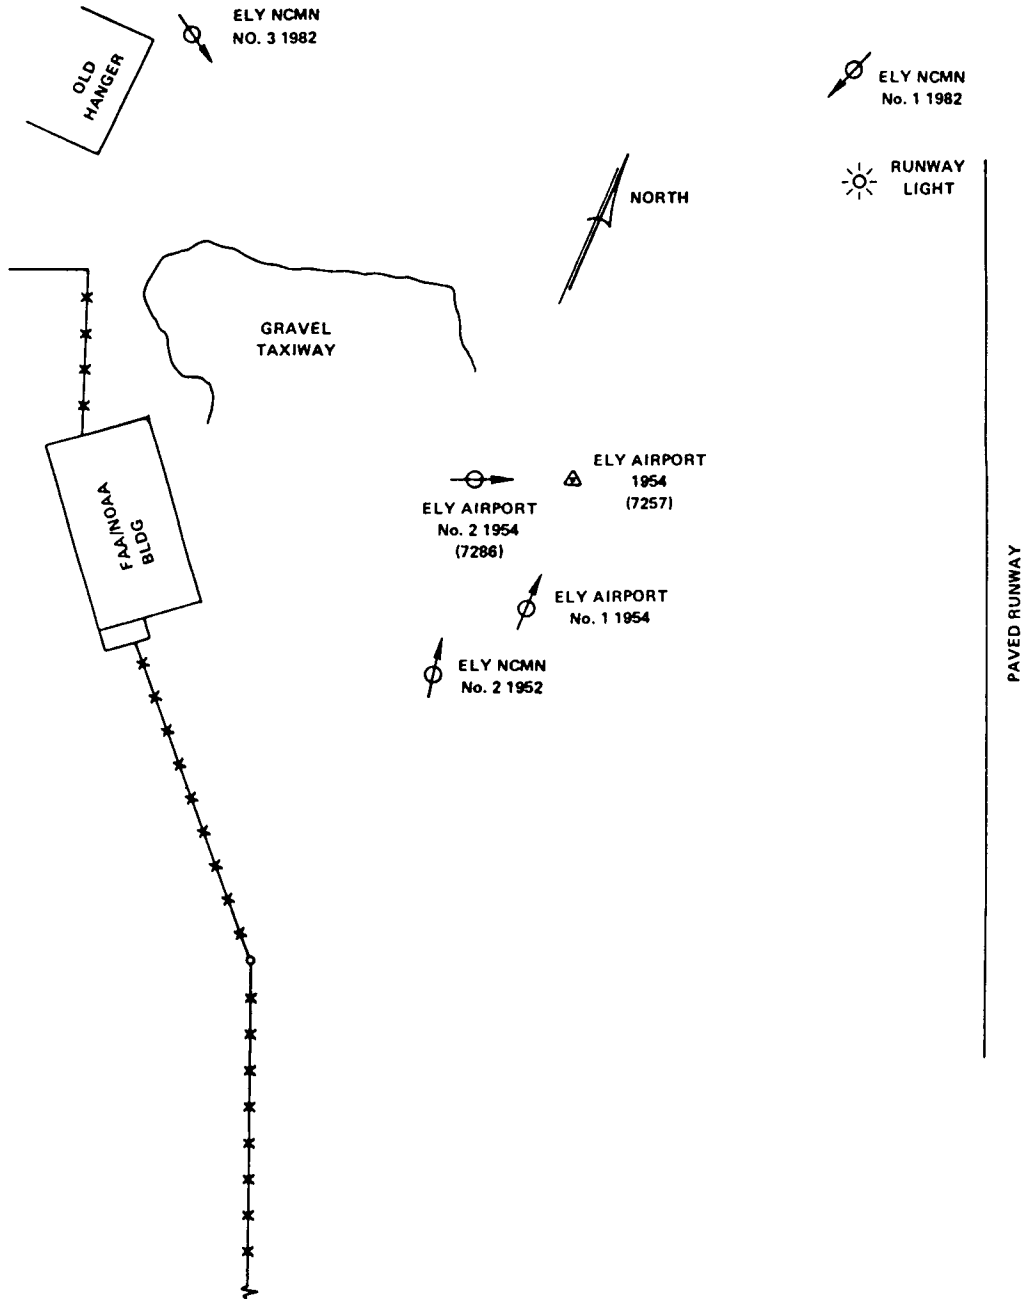 ELY NCMN
NO. 3 1982
OLD
HANGER
ELY NCMN
No. 1 1982
RUNWAY
LIGHT
NORTH
GRAVEL
TAXIWAY
ELY AIRPORT
1954
(7257)
ELY AIRPORT
No. 2 1954
(7286)
FAA/NOAA
BLDG
ELY AIRPORT
No. 1 1954
ELY NCMN
No. 2 1952
PAVED RUNWAY